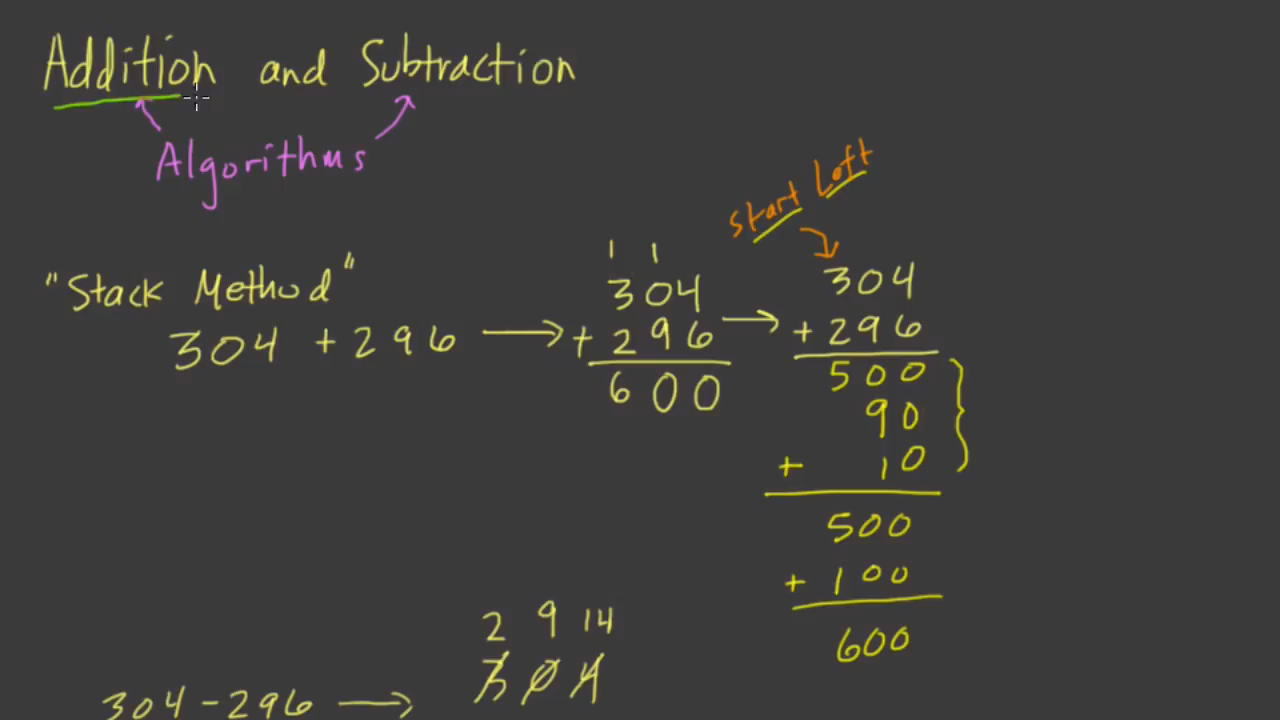 Addition and Subtraction
Algorithms
Start Left
"Stack Method"
304 + 296 →
1 1
304
+ 296
600
→
304
+ 296
500
90
+ 10
500
+ 100
600
2 9 14
304
304 - 296 →